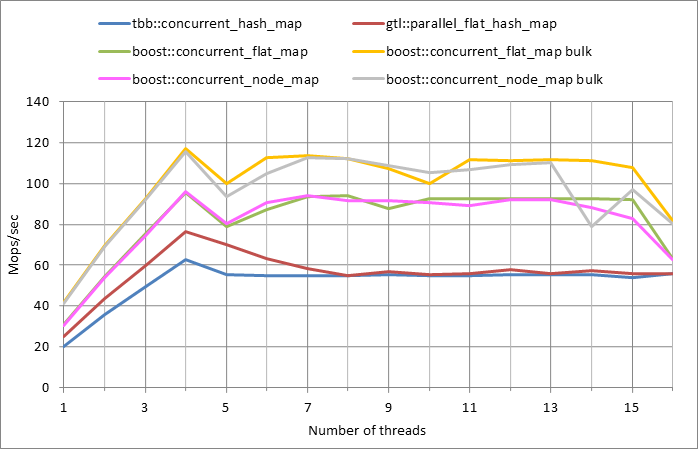 tbb::concurrent_hash_map gtl::parallel_flat_hash_map
boost::concurrent_flat_map boost::concurrent_flat_map bulk
boost::concurrent_node_map boost::concurrent_node_map bulk
140
120
100
80
60
40
20
0
Mops/sec
1 3 5 7 9 11 13 15
Number of threads